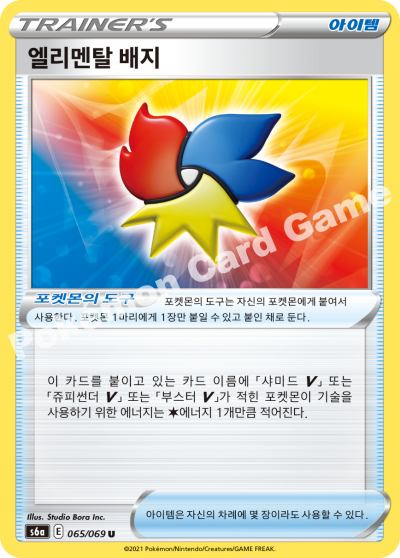 TRAINER'S
아이템
엘리멘탈 배지
포켓몬의 도구
포켓몬의 도구는 자신의 포켓몬에게 붙여서
사용한다. 포켓몬 1마리에게 1장만 붙일 수 있고 붙인 채로 둔다.
Pokémon Card Game
이 카드를 붙이고 있는 카드 이름에 「샤미드 V」 또는
「쥬피썬더 V」 또는 「부스터 V」가 적힌 포켓몬이 기술을
사용하기 위한 에너지는 에너지 1개만큼 적어진다.
Illus. Studio Bora Inc.
s6a E 065/069 U
아이템은 자신의 차례에 몇 장이라도 사용할 수 있다.
©2021 Pokémon/Nintendo/Creatures/GAME FREAK.